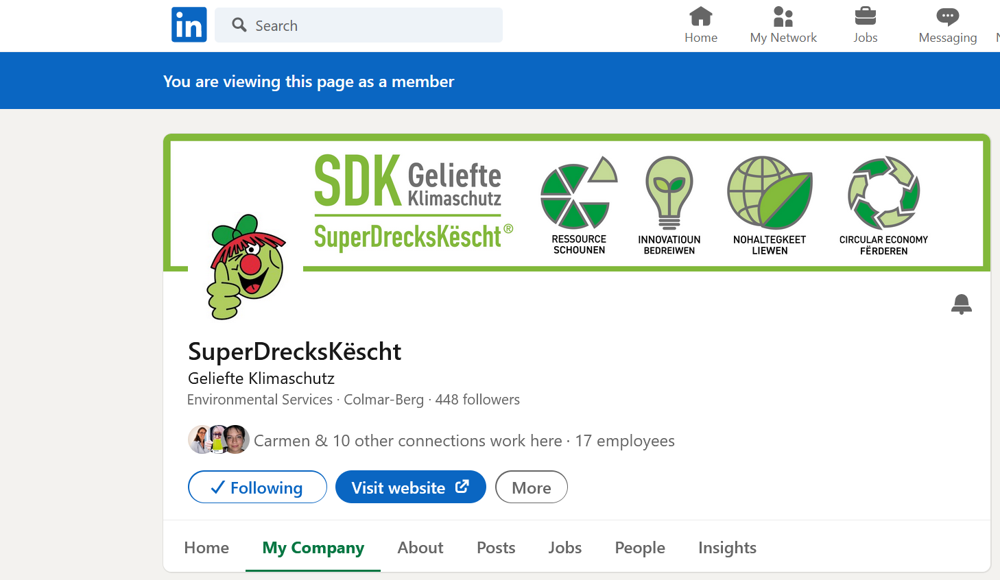 in
Search
Home
My Network
Jobs
Messaging
You are viewing this page as a member
SDK Geliefte
Klimaschutz
SuperDrecksKëscht®
RESSOURCE
SCHOUNEN
INNOVATIOUN
BEDREIWEN
NOHALTEGKEET
LIEWEN
CIRCULAR ECONOMY
FËRDEREN
SuperDrecksKëscht
Geliefte Klimaschutz
Environmental Services · Colmar-Berg · 448 followers
Carmen & 10 other connections work here · 17 employees
Following
Visit website
More
Home
My Company
About
Posts
Jobs
People
Insights